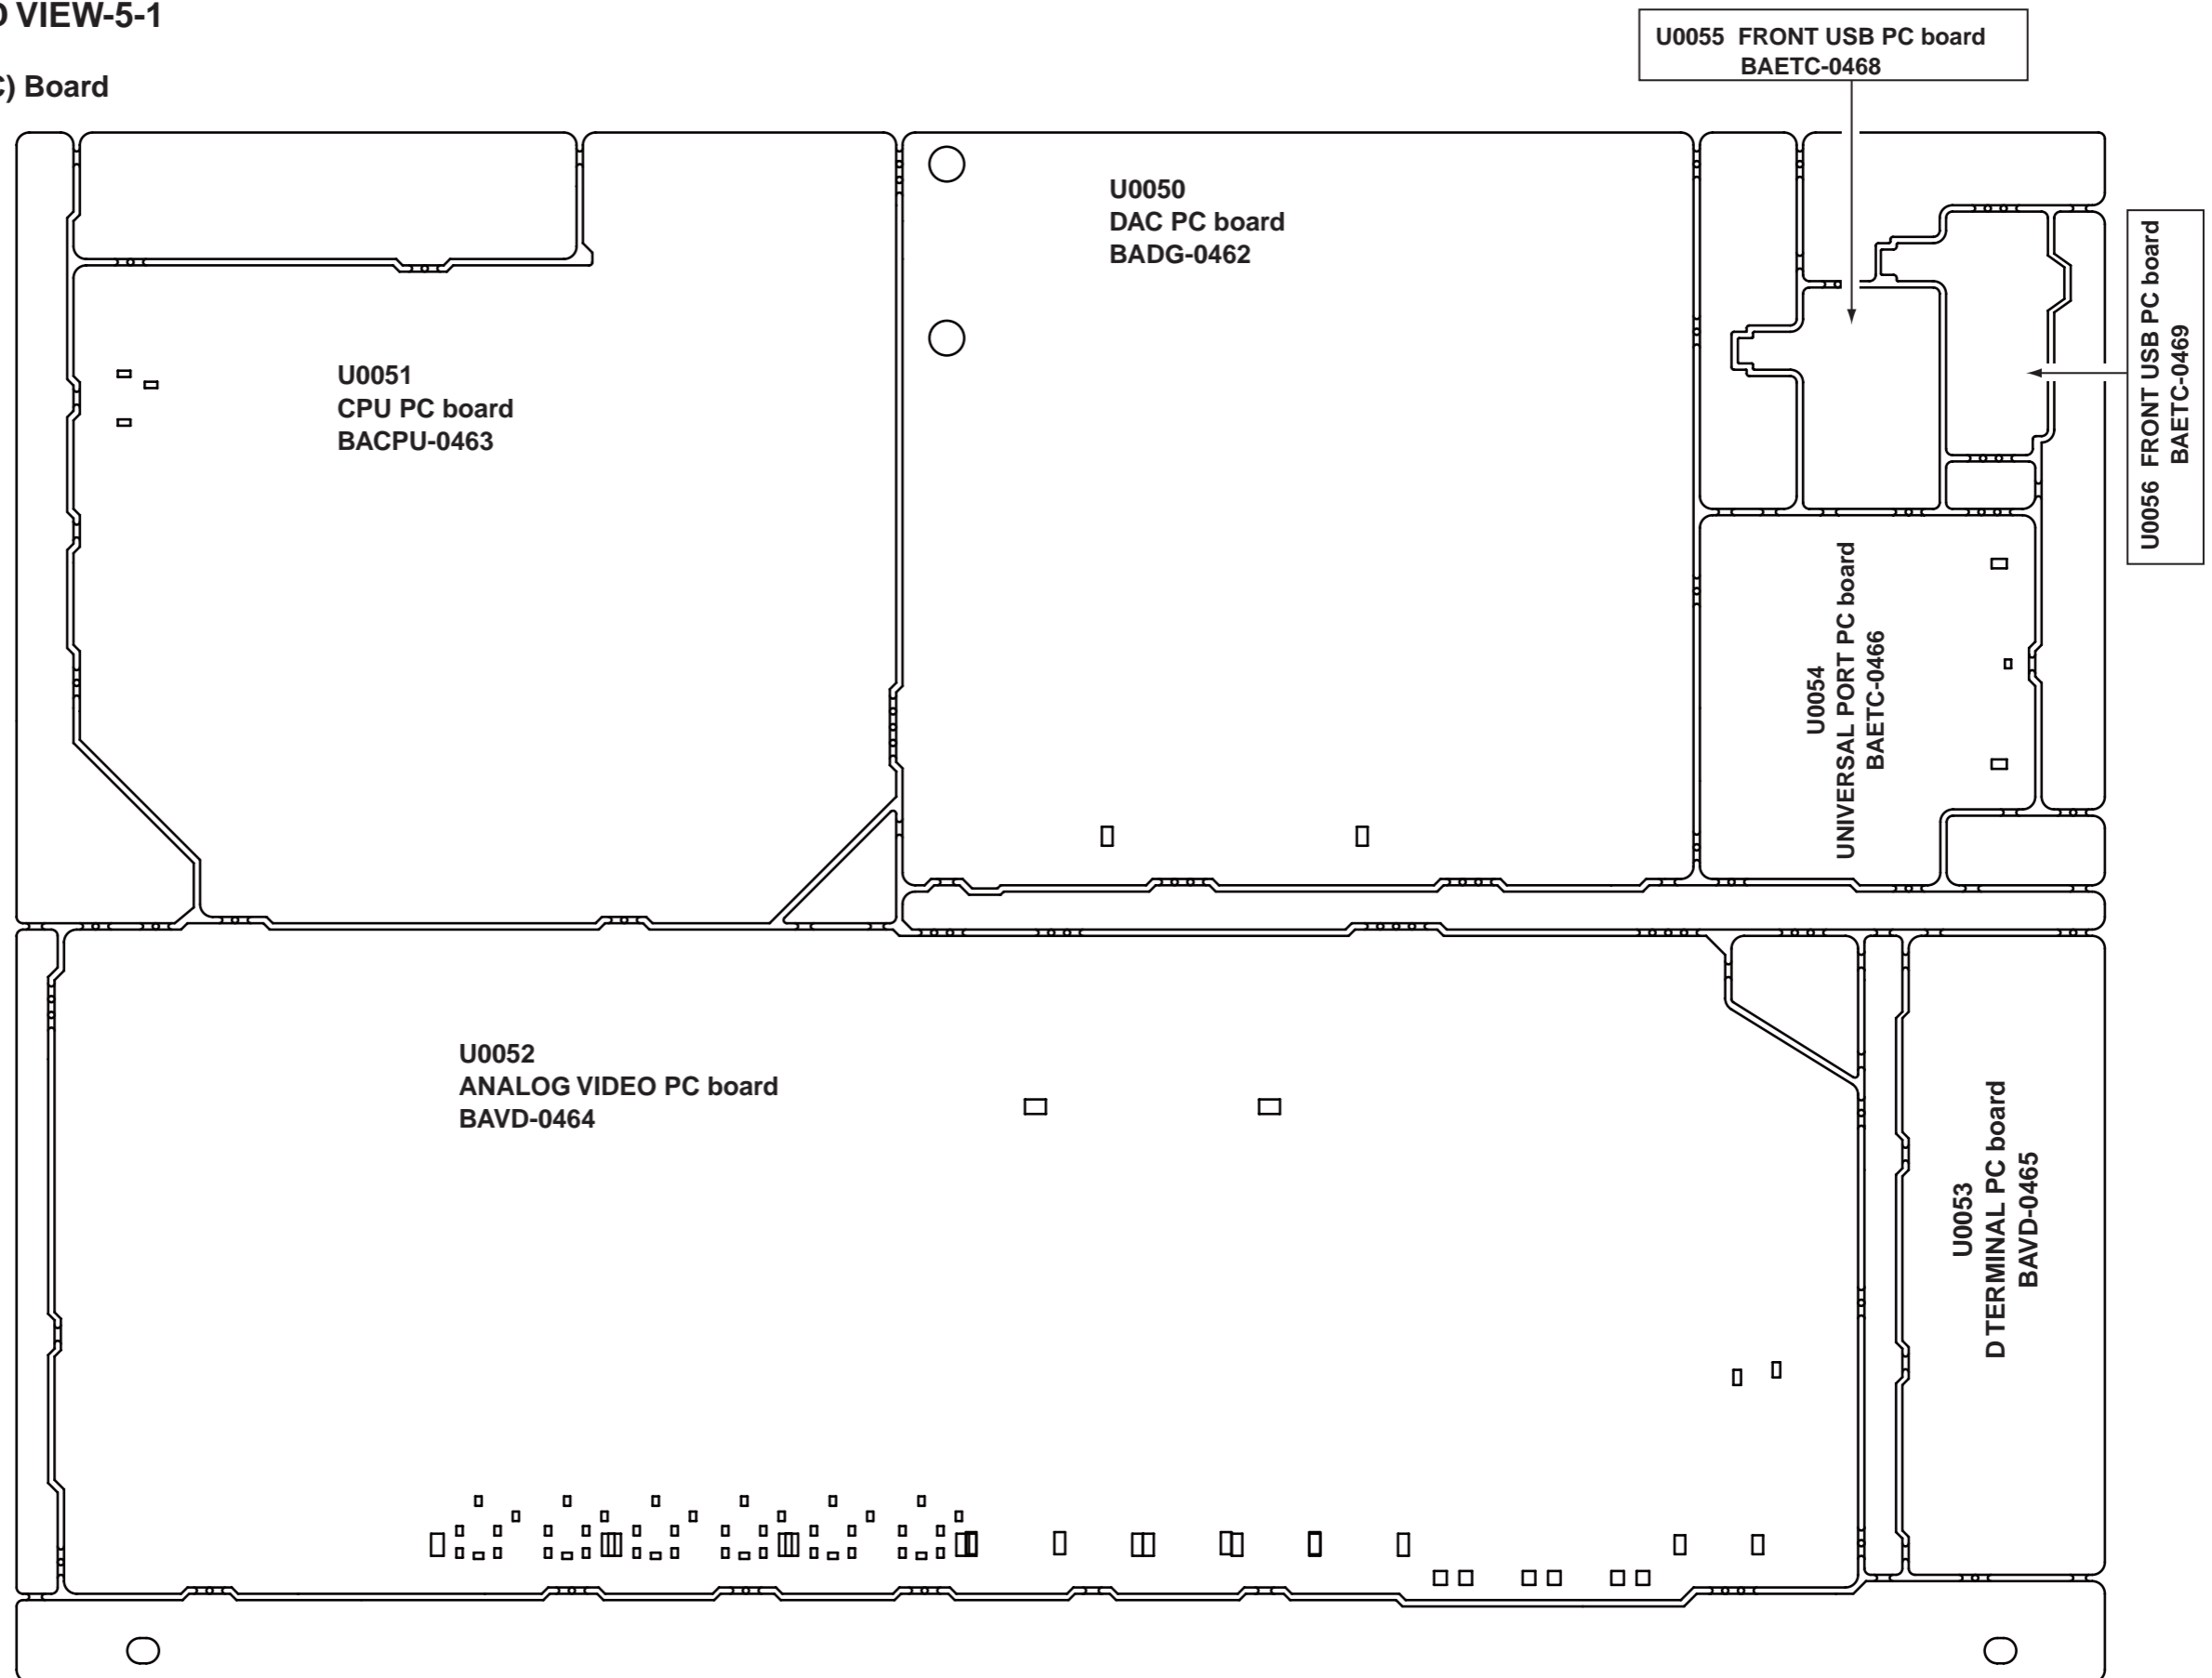 VIEW-5-1
Board
U0055 FRONT USB PC board
BAETC-0468
U0050
DAC PC board
BADG-0462
U0051
CPU PC board
BACPU-0463
U0056 FRONT USB PC board
BAETC-0469
U0054
UNIVERSAL PORT PC board
BAETC-0466
U0052
ANALOG VIDEO PC board
BAVD-0464
U0053
D TERMINAL PC board
BAVD-0465